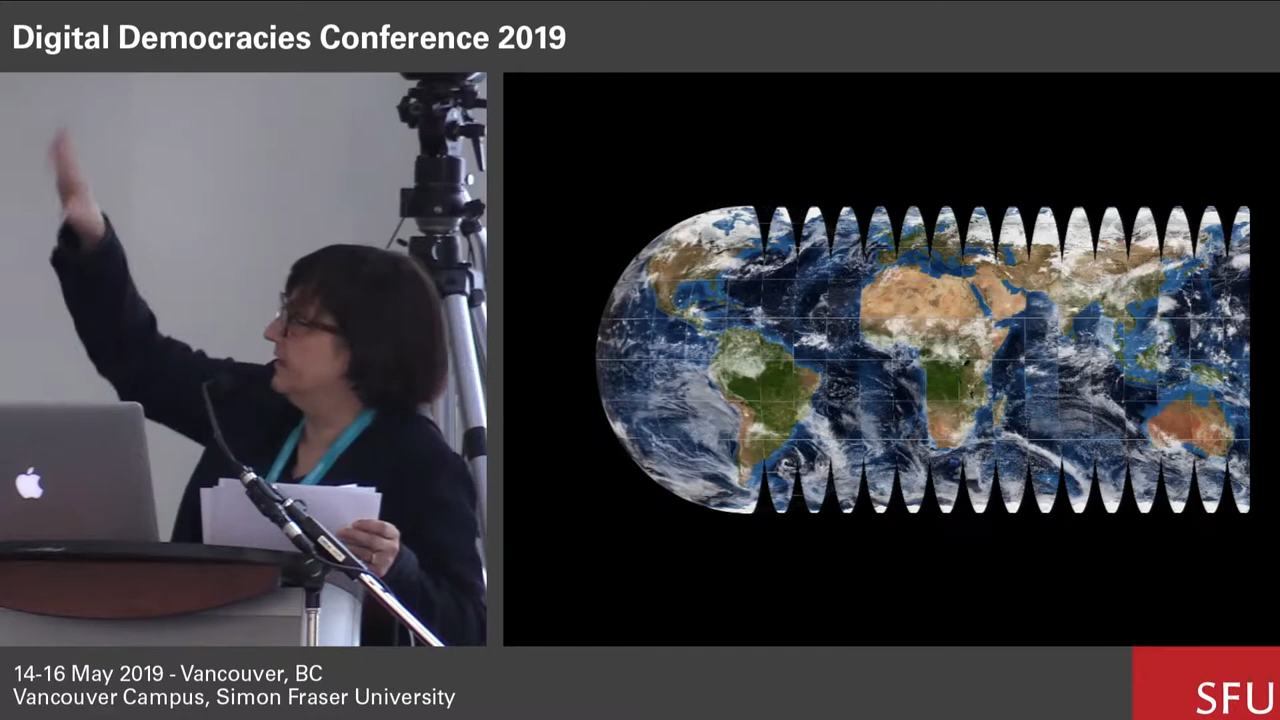 Digital Democracies Conference 2019
14-16 May 2019 - Vancouver, BC
Vancouver Campus, Simon Fraser University
SFU